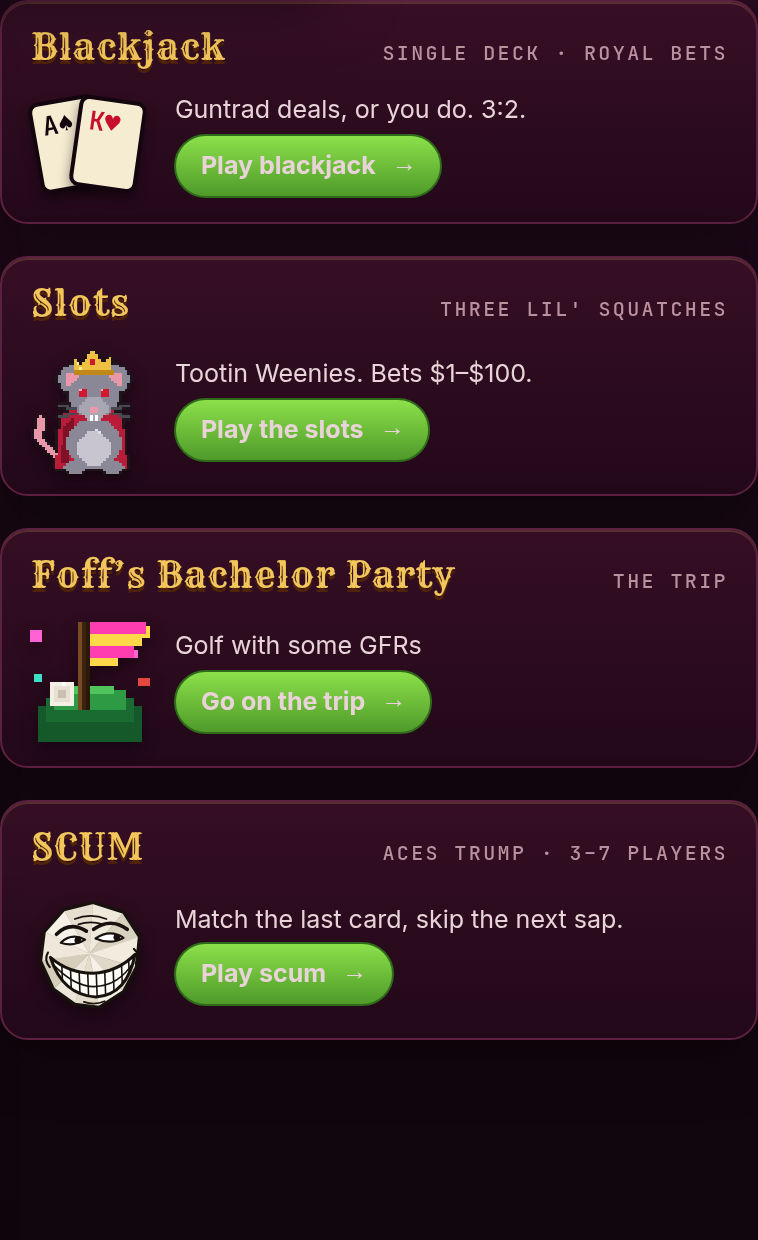 Blackjack
SINGLE DECK · ROYAL BETS
A♠ K♥
Guntrad deals, or you do. 3:2.
Play blackjack →
Slots
THREE LIL' SQUATCHES
Tootin Weenies. Bets $1–$100.
Play the slots →
Foff’s Bachelor Party
THE TRIP
Golf with some GFRs
Go on the trip →
SCUM
ACES TRUMP · 3–7 PLAYERS
Match the last card, skip the next sap.
Play scum →